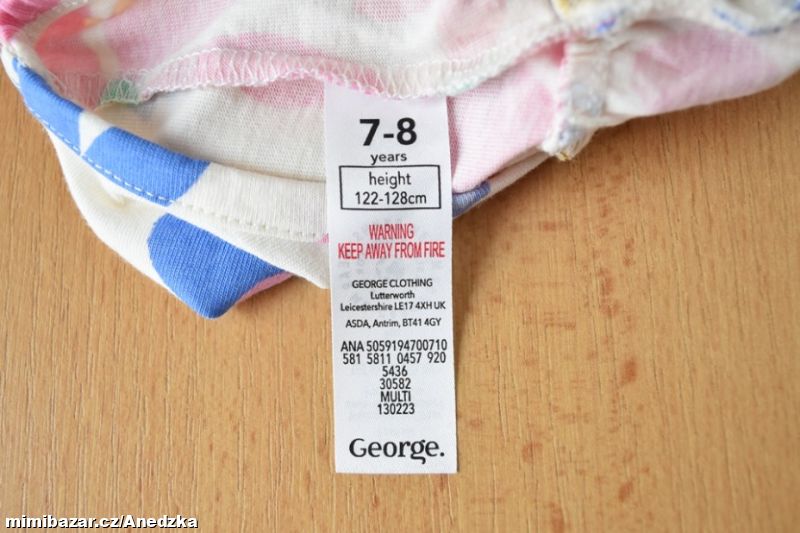 7-8
years
height
122-128cm
WARNING
KEEP AWAY FROM FIRE
GEORGE CLOTHING
Lutterworth
Leicestershire LE17 4XH UK
ASDA, Antrim, BT41 4GY
ANA 5059194700710
581 5811 0457 920
5436
30582
MULTI
130223
George.
mimibazar.cz/Anedzka